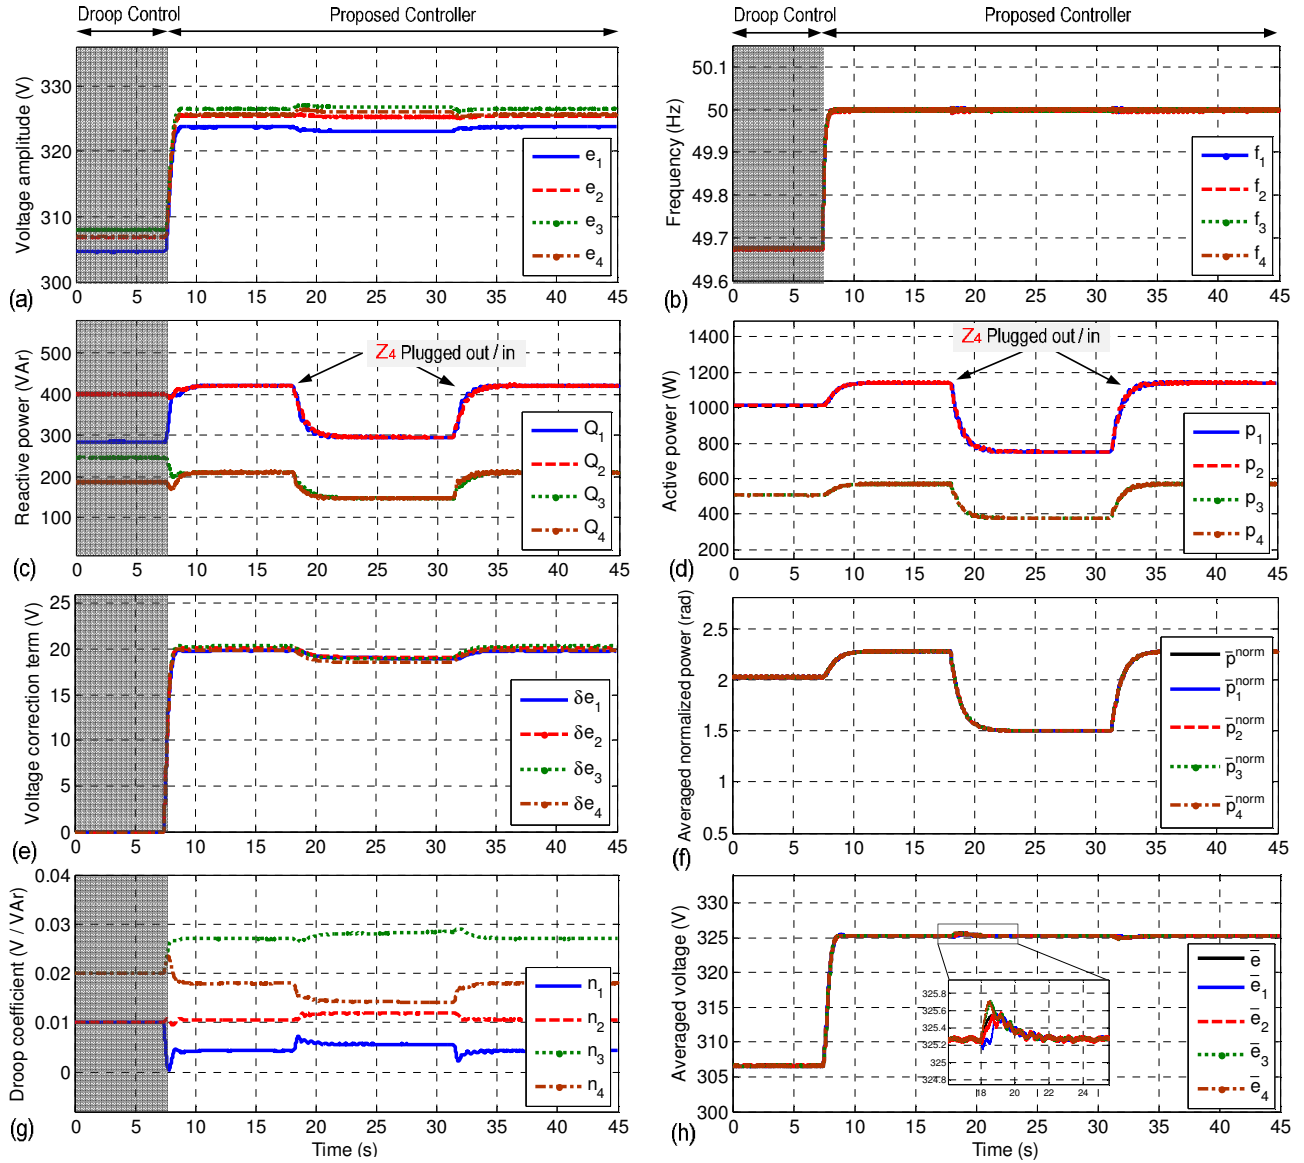 Droop Control
Proposed Controller
Droop Control
Proposed Controller
Voltage amplitude (V)
330
320
310
300
0 5 10 15 20 25 30 35 40 45
e1
e2
e3
e4
(a)
Frequency (Hz)
50.1
50
49.9
49.8
49.7
49.6
0 5 10 15 20 25 30 35 40 45
f1
f2
f3
f4
(b)
Reactive power (VAr)
500
400
300
200
100
0 5 10 15 20 25 30 35 40 45
Z4 Plugged out / in
Q1
Q2
Q3
Q4
(c)
Active power (W)
1400
1200
1000
800
600
400
200
0 5 10 15 20 25 30 35 40 45
Z4 Plugged out / in
p1
p2
p3
p4
(d)
Voltage correction term (V)
25
20
15
10
5
0
0 5 10 15 20 25 30 35 40 45
δe1
δe2
δe3
δe4
(e)
Averaged normalized power (rad)
2.5
2
1.5
1
0.5
0 5 10 15 20 25 30 35 40 45
p̅norm
p̅1norm
p̅2norm
p̅3norm
p̅4norm
(f)
Droop coefficient (V / VAr)
0.04
0.03
0.02
0.01
0
0 5 10 15 20 25 30 35 40 45
n1
n2
n3
n4
(g)
Time (s)
Averaged voltage (V)
330
325
320
315
310
305
300
0 5 10 15 20 25 30 35 40 45
325.8
325.6
325.4
325.2
325
324.8
18 20 22 24
e̅
e̅1
e̅2
e̅3
e̅4
(h)
Time (s)